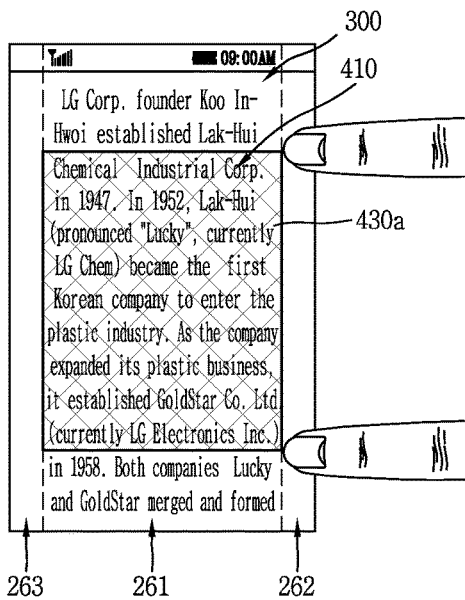 09:00AM
300
LG Corp. founder Koo In-
Hwoi established Lak-Hui
410
Chemical Industrial Corp.
in 1947. In 1952, Lak-Hui
(pronounced "Lucky", currently
430a
LG Chem) became the first
Korean company to enter the
plastic industry. As the company
expanded its plastic business,
it established GoldStar Co. Ltd
(currently LG Electronics Inc.)
in 1958. Both companies Lucky
and GoldStar merged and formed
263 261 262